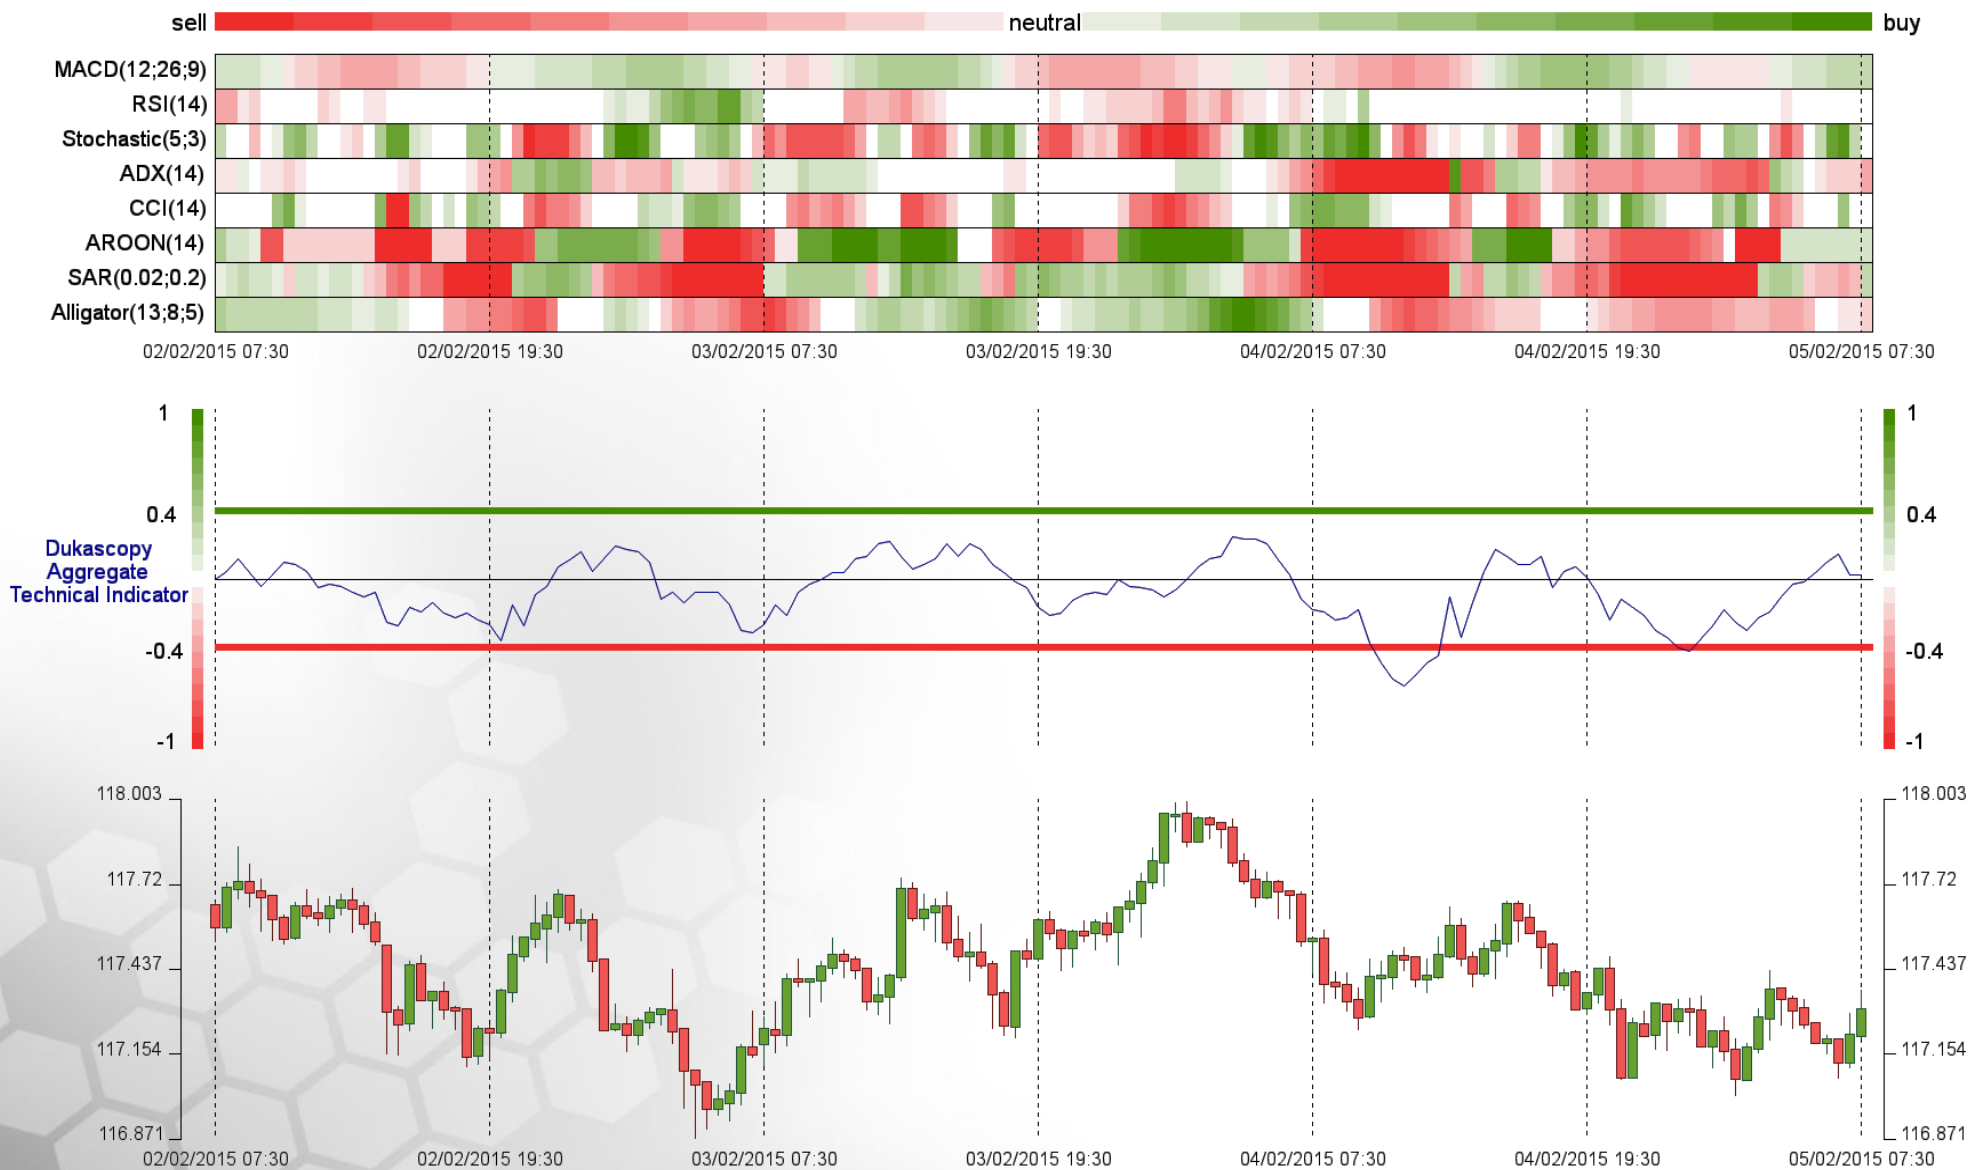 sell neutral buy
MACD(12;26;9)
RSI(14)
Stochastic(5;3)
ADX(14)
CCI(14)
AROON(14)
SAR(0.02;0.2)
Alligator(13;8;5)
02/02/2015 07:30 02/02/2015 19:30 03/02/2015 07:30 03/02/2015 19:30 04/02/2015 07:30 04/02/2015 19:30 05/02/2015 07:30
1 1
0.4 0.4
Dukascopy
Aggregate
Technical Indicator
-0.4 -0.4
-1 -1
118.003 118.003
117.72 117.72
117.437 117.437
117.154 117.154
116.871 116.871
02/02/2015 07:30 02/02/2015 19:30 03/02/2015 07:30 03/02/2015 19:30 04/02/2015 07:30 04/02/2015 19:30 05/02/2015 07:30